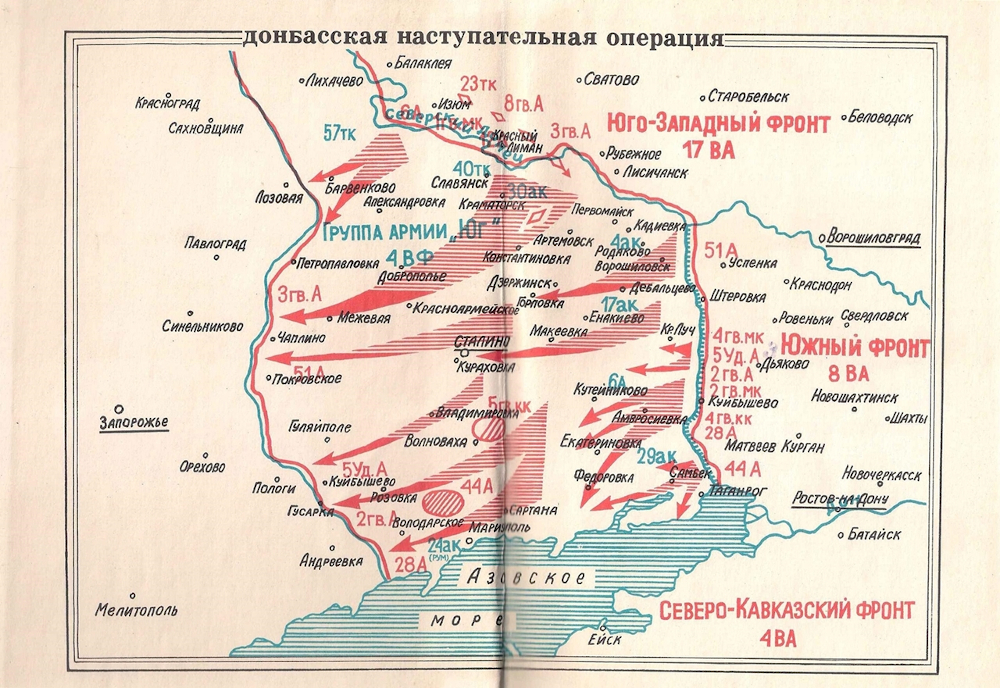 ДОНБАССКАЯ НАСТУПАТЕЛЬНАЯ ОПЕРАЦИЯ
БАЛАКЛЕЯ
ЛИХАЧЕВО
СВАТОВО
23тк
8гв.А
СТАРОБЕЛЬСК
КРАСНОГРАД
ИЗЮМ
6А
БЕЛОВОДСК
САХНОВЩИНА
57тк
СЕВЕРСКИЙ ДОНЕЦ
КРАСНЫЙ
ЛИМАН
3гв.А
ЮГО-ЗАПАДНЫЙ ФРОНТ
17 ВА
РУБЕЖНОЕ
ЛИСИЧАНСК
40тк
СЛАВЯНСК
ЛОЗОВАЯ
БАРВЕНКОВО
АЛЕКСАНДРОВКА
КРАМАТОРСК
30ак
ПЕРВОМАЙСК
КАДИЕВКА
ГРУППА АРМИИ „ЮГ"
4 ВФ
ПАВЛОГРАД
АРТЕМОВСК
4ак
РОДАКОВО
ВОРОШИЛОВГРАД
КОНСТАНТИНОВКА
ВОРОШИЛОВСК
51А
УСПЕНКА
ПЕТРОПАВЛОВКА
ДОБРОПОЛЬЕ
ДЗЕРЖИНСК
ДЕБАЛЬЦЕВО
КРАСНОДОН
3гв.А
ГОРЛОВКА
17ак
ШТЕРОВКА
МЕЖЕВАЯ
КРАСНОАРМЕЙСКОЕ
ЕНАКИЕВО
РОВЕНЬКИ
СВЕРДЛОВСК
СИНЕЛЬНИКОВО
ЧАПЛИНО
СТАЛИНО
МАКЕЕВКА
КР.ЛУЧ
4гв.мк
5Уд.А
ЮЖНЫЙ ФРОНТ
8 ВА
КУРАХОВКА
ДЬЯКОВО
51А
ПОКРОВСКОЕ
2гв.А
2гв.мк
6А
КУТЕЙНИКОВО
КУЙБЫШЕВО
НОВОШАХТИНСК
ЗАПОРОЖЬЕ
ВЛАДИМИРОВКА
5гв.кк
АМВРОСИЕВКА
4гв.кк
ШАХТЫ
ГУЛЯЙПОЛЕ
ВОЛНОВАХА
ЕКАТЕРИНОВКА
28А
МАТВЕЕВ КУРГАН
29ак
ОРЕХОВО
5Уд.А
ФЕДОРОВКА
САМБЕК
44А
НОВОЧЕРКАССК
ПОЛОГИ
КУЙБЫШЕВО
РОЗОВКА
44А
ТАГАНРОГ
РОСТОВ-НА-ДОНУ
ГУСАРКА
2гв.А
ВОЛОДАРСКОЕ
САРТАНА
МАРИУПОЛЬ
БАТАЙСК
24ак
(РУМ)
АНДРЕЕВКА
28А
АЗОВСКОЕ
МОРЕ
МЕЛИТОПОЛЬ
ЕЙСК
СЕВЕРО-КАВКАЗСКИЙ ФРОНТ
4ВА